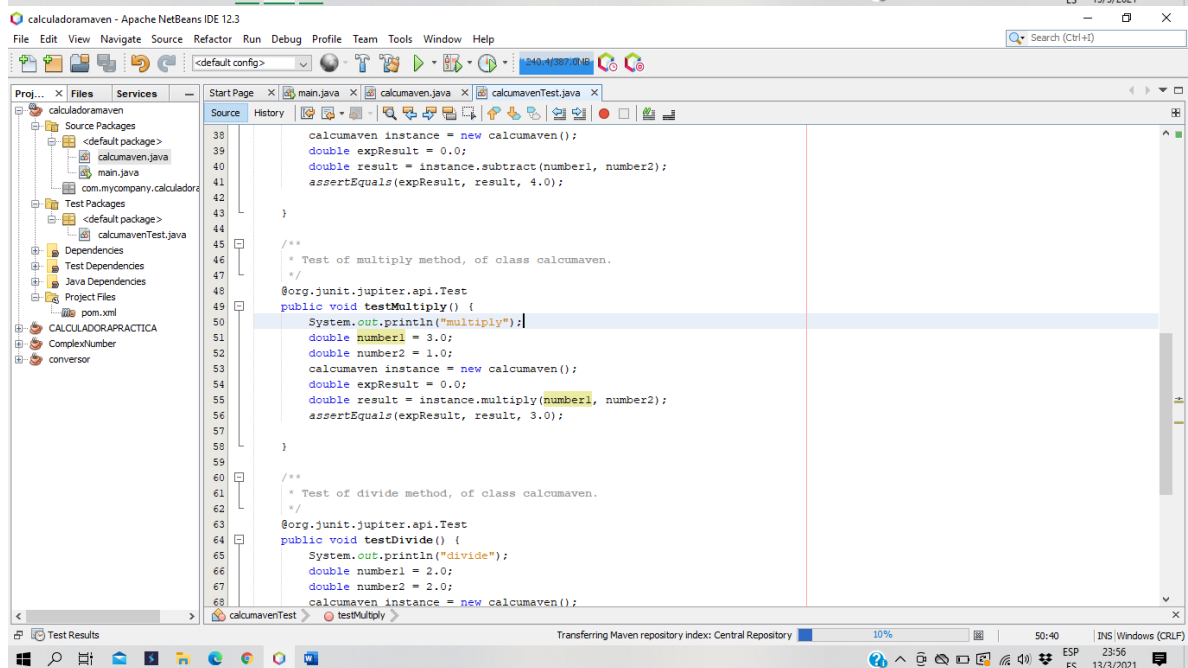 ES 13/3/2021
calculadoramaven - Apache NetBeans IDE 12.3
File Edit View Navigate Source Refactor Run Debug Profile Team Tools Window Help
Search (Ctrl+I)
<default config>
240.4/387.0MB
Proj... Files Services
Start Page main.java calcumaven.java calcumavenTest.java
Source History
calculadoramaven
Source Packages
<default package>
calcumaven.java
main.java
com.mycompany.calculadora
Test Packages
<default package>
calcumavenTest.java
Dependencies
Test Dependencies
Java Dependencies
Project Files
pom.xml
CALCULADORAPRACTICA
ComplexNumber
conversor
38 calcumaven instance = new calcumaven();
39 double expResult = 0.0;
40 double result = instance.subtract(number1, number2);
41 assertEquals(expResult, result, 4.0);
42
43 }
44
45 /**
46 * Test of multiply method, of class calcumaven.
47 */
48 @org.junit.jupiter.api.Test
49 public void testMultiply() {
50 System.out.println("multiply");
51 double number1 = 3.0;
52 double number2 = 1.0;
53 calcumaven instance = new calcumaven();
54 double expResult = 0.0;
55 double result = instance.multiply(number1, number2);
56 assertEquals(expResult, result, 3.0);
57
58 }
59
60 /**
61 * Test of divide method, of class calcumaven.
62 */
63 @org.junit.jupiter.api.Test
64 public void testDivide() {
65 System.out.println("divide");
66 double number1 = 2.0;
67 double number2 = 2.0;
68 calcumaven instance = new calcumaven();
calcumavenTest testMultiply
Test Results
Transferring Maven repository index: Central Repository 10% 50:40 INS Windows (CRLF)
ESP 23:56
ES 13/3/2021